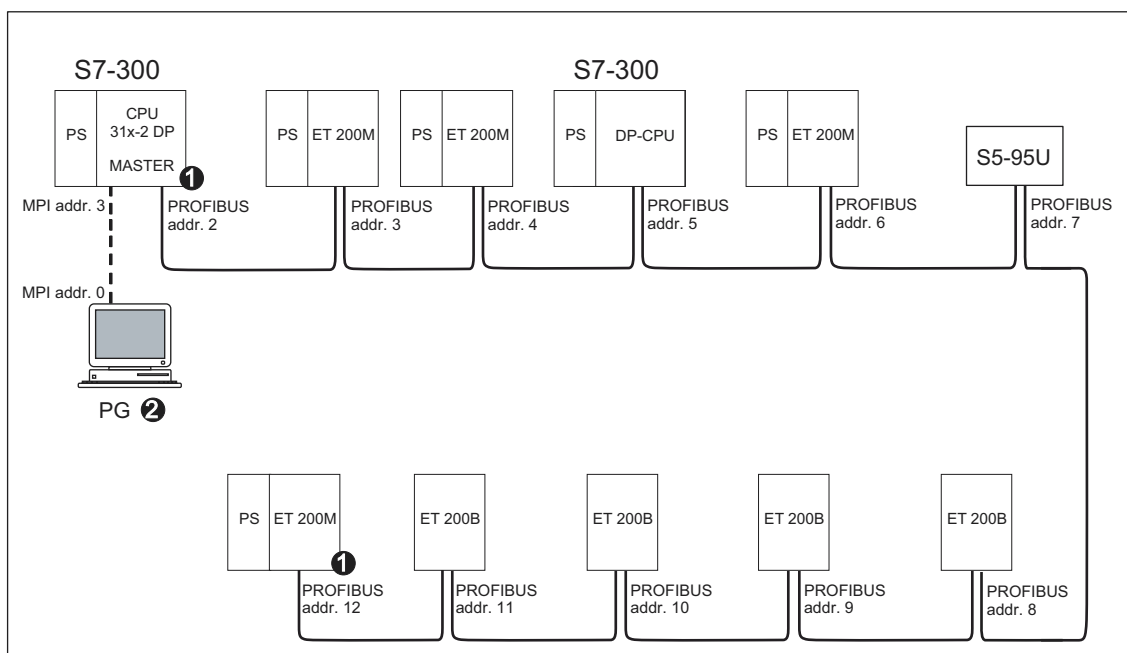 S7-300
PS
CPU
31x-2 DP
MASTER
❶
MPI addr. 3
PROFIBUS
addr. 2
PS
ET 200M
PROFIBUS
addr. 3
PS
ET 200M
PROFIBUS
addr. 4
S7-300
PS
DP-CPU
PROFIBUS
addr. 5
PS
ET 200M
PROFIBUS
addr. 6
S5-95U
PROFIBUS
addr. 7
MPI addr. 0
PG ❷
PS
ET 200M
❶
PROFIBUS
addr. 12
ET 200B
PROFIBUS
addr. 11
ET 200B
PROFIBUS
addr. 10
ET 200B
PROFIBUS
addr. 9
ET 200B
PROFIBUS
addr. 8